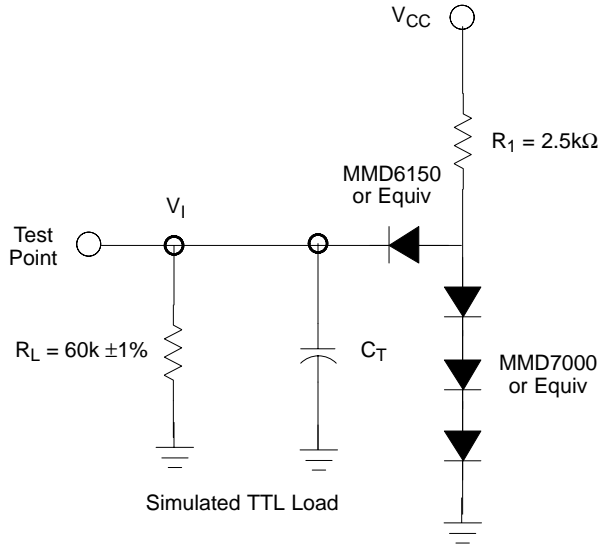 V_CC
R_1 = 2.5kΩ
MMD6150
or Equiv
V_I
Test
Point
R_L = 60k ±1%
C_T
MMD7000
or Equiv
Simulated TTL Load